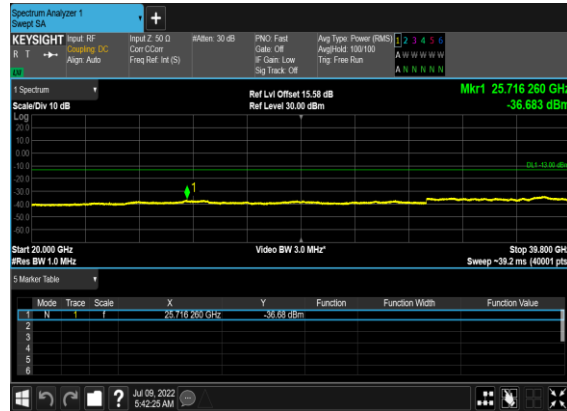 Spectrum Analyzer 1
Swept SA
+
KEYSIGHT Input: RF Input Z: 50 Ω #Atten: 30 dB PNO: Fast Avg Type: Power (RMS) 1 2 3 4 5 6
R T Coupling: DC Corr CCorr Gate: Off Avg|Hold: 100/100 A W W W W W
Align: Auto Freq Ref: Int (S) IF Gain: Low Trig: Free Run
Sig Track: Off A N N N N N
1 Spectrum Ref Lvl Offset 15.58 dB Mkr1 25.716 260 GHz
Scale/Div 10 dB Ref Level 30.00 dBm -36.683 dBm
Log
20.0
10.0
0.00
-10.0 DL1 -13.00 dBm
-20.0
-30.0 1
-40.0
-50.0
-60.0
Start 20.000 GHz Video BW 3.0 MHz* Stop 39.800 GHz
#Res BW 1.0 MHz Sweep ~39.2 ms (40001 pts
5 Marker Table
Mode Trace Scale X Y Function Function Width Function Value
1 N 1 f 25.716 260 GHz -36.68 dBm
2
3
4
5
6
? Jul 09, 2022
5:42:25 AM